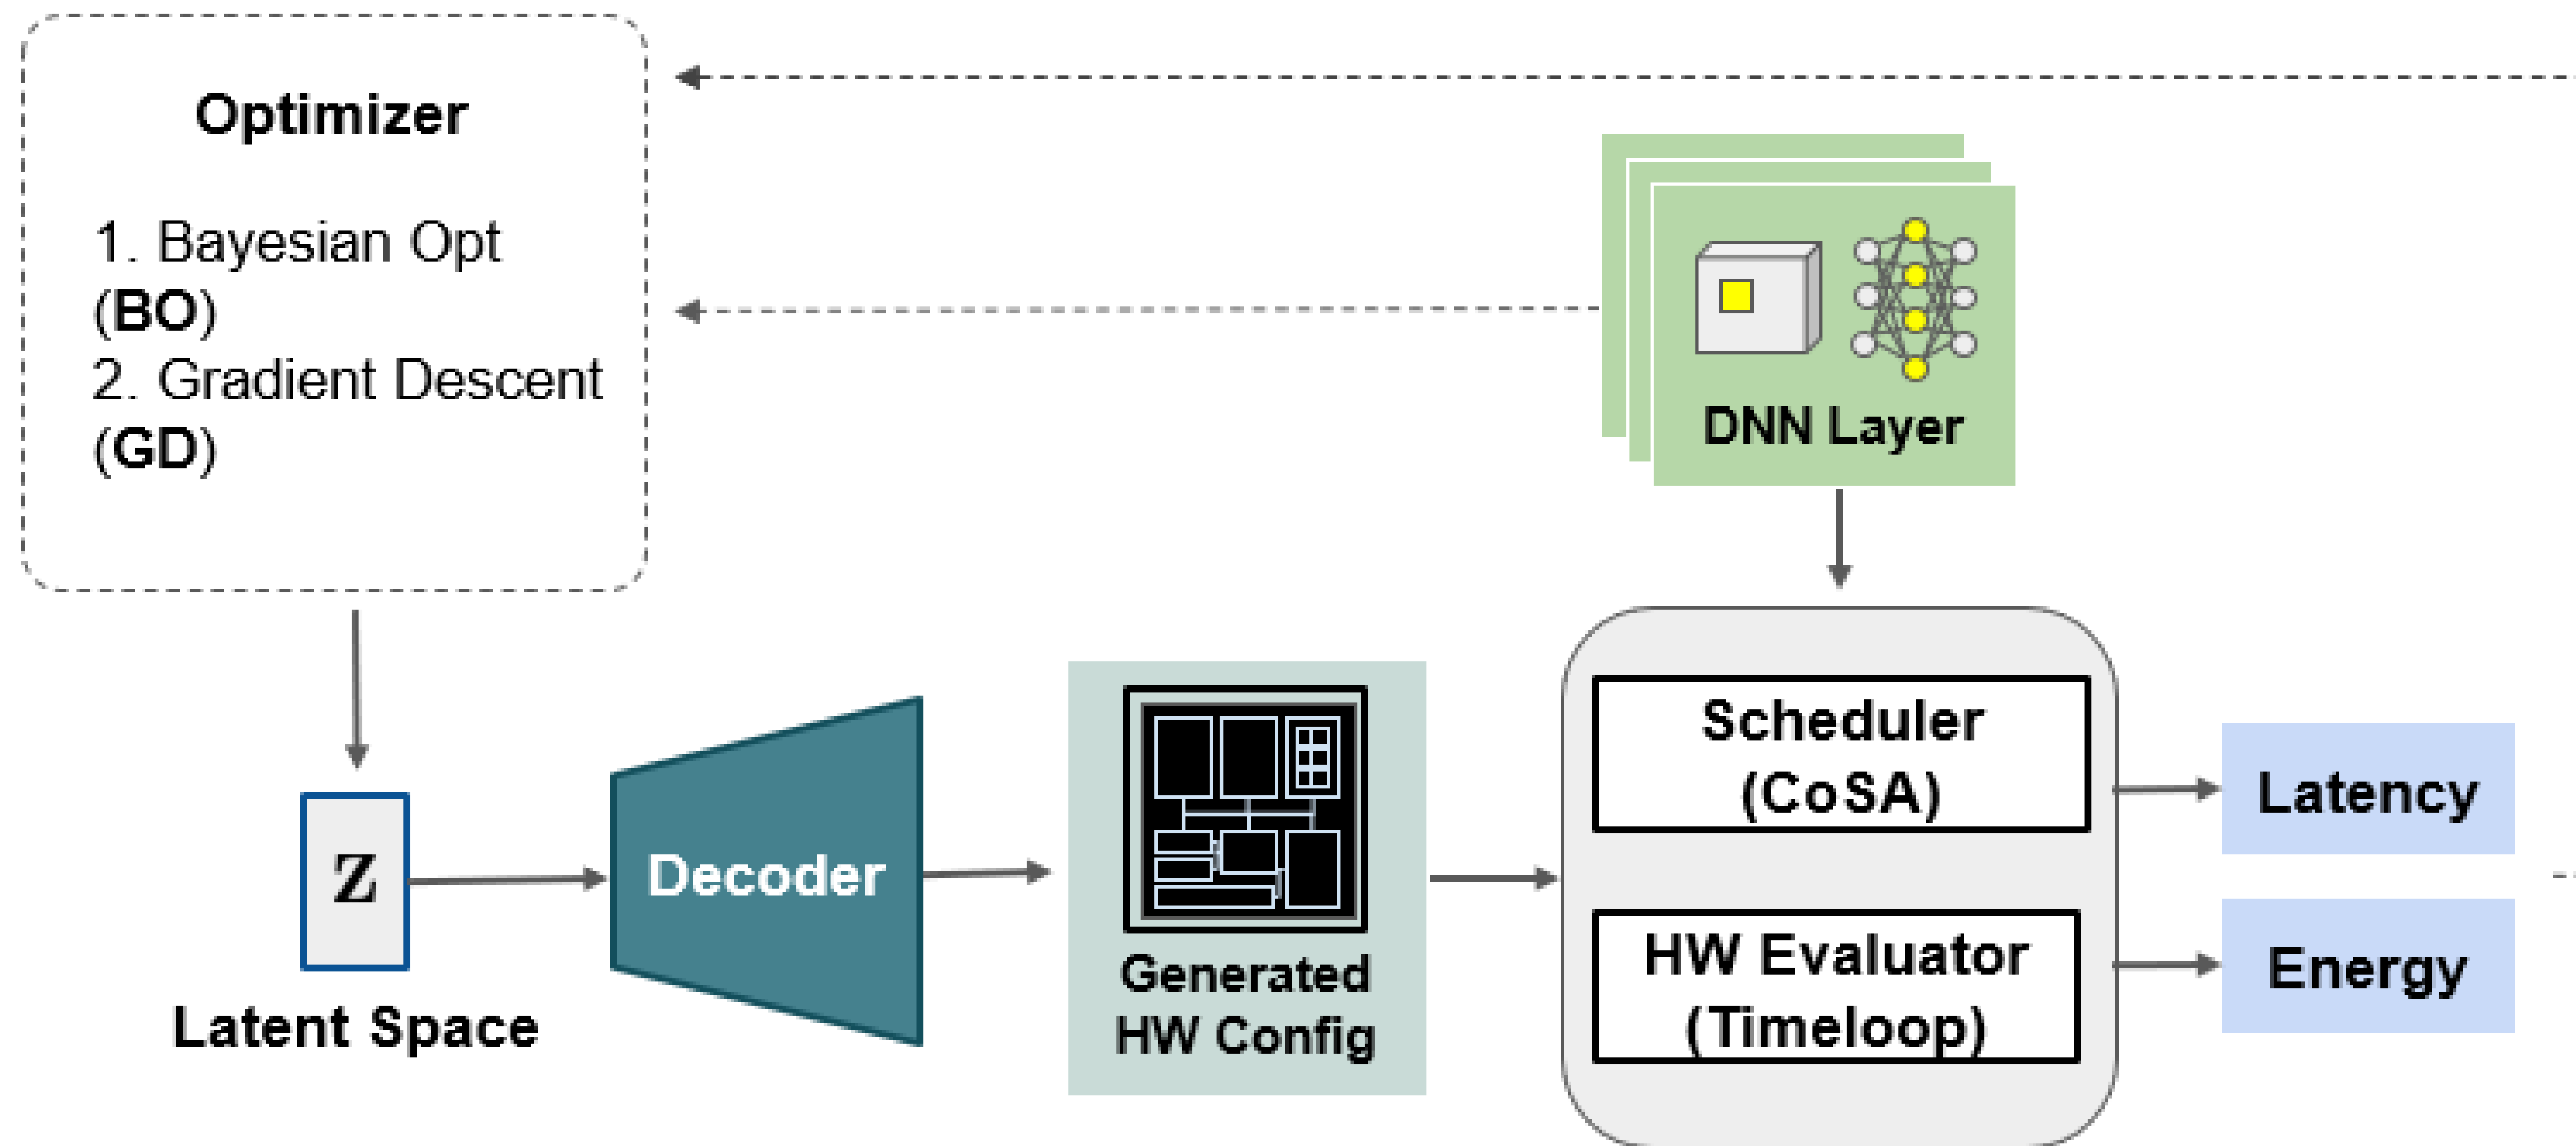 Optimizer
1. Bayesian Opt
(BO)
2. Gradient Descent
(GD)
DNN Layer
Z
Latent Space
Decoder
Generated
HW Config
Scheduler
(CoSA)
HW Evaluator
(Timeloop)
Latency
Energy